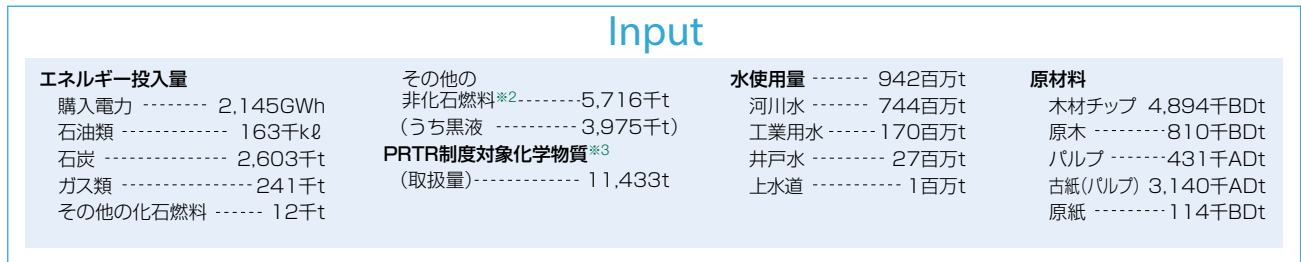 Input
エネルギー投入量
購入電力 -------- 2,145GWh
石油類 -------------- 163千kℓ
石炭 ---------------- 2,603千t
ガス類 ----------------241千t
その他の化石燃料 ------ 12千t
その他の
非化石燃料※2--------5,716千t
（うち黒液 ----------3,975千t）
PRTR制度対象化学物質※3
（取扱量）------------- 11,433t
水使用量 ------- 942百万t
河川水 ------- 744百万t
工業用水------170百万t
井戸水 --------- 27百万t
上水道 ----------- 1百万t
原材料
木材チップ 4,894千BDt
原木 ---------810千BDt
パルプ -------431千ADt
古紙（パルプ） 3,140千ADt
原紙 ---------114千BDt